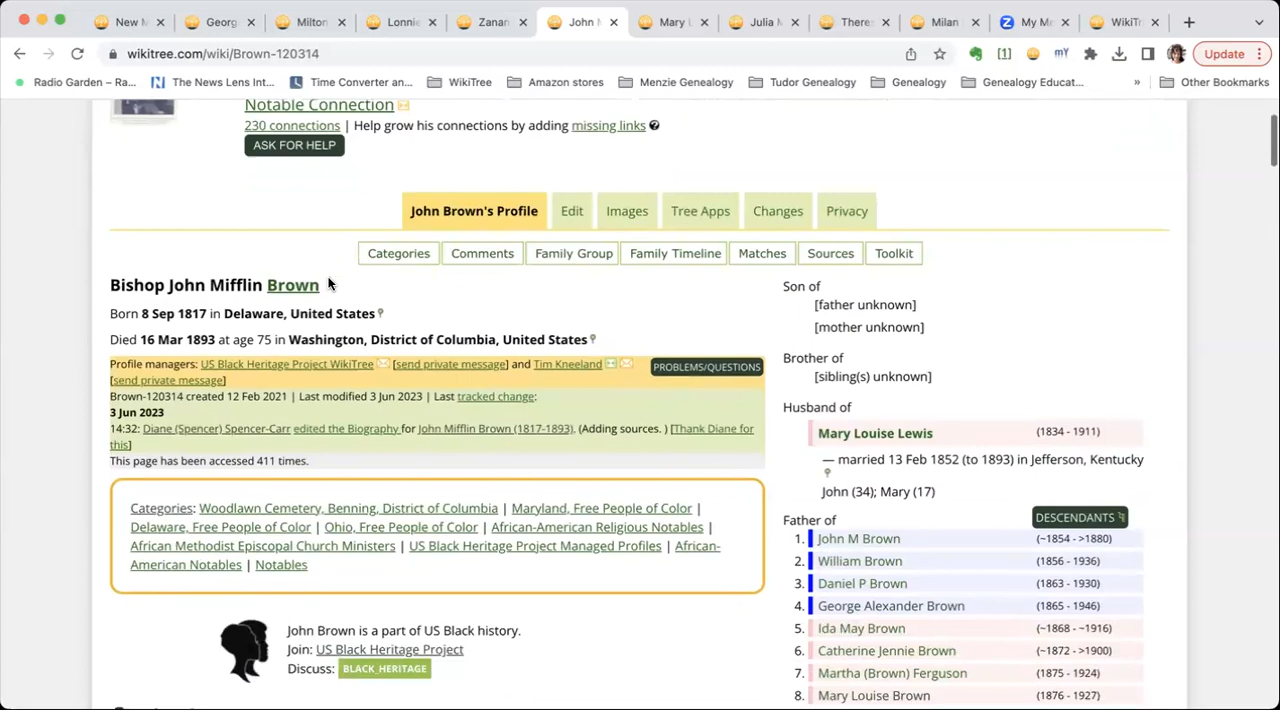 New M
Georg
Milton
Lonnie
Zanan
John M
Mary L
Julia M
There
Milan
My Me
WikiTr
wikitree.com/wiki/Brown-120314
[1]
mY
Update
Radio Garden – Ra...
The News Lens Int...
Time Converter an...
WikiTree
Amazon stores
Menzie Genealogy
Tudor Genealogy
Genealogy
Genealogy Educat...
»
Other Bookmarks
Notable Connection
230 connections | Help grow his connections by adding missing links
ASK FOR HELP
John Brown's Profile
Edit
Images
Tree Apps
Changes
Privacy
Categories
Comments
Family Group
Family Timeline
Matches
Sources
Toolkit
Bishop John Mifflin Brown
Born 8 Sep 1817 in Delaware, United States
Died 16 Mar 1893 at age 75 in Washington, District of Columbia, United States
Profile managers: US Black Heritage Project WikiTree [send private message] and Tim Kneeland
[send private message]
PROBLEMS/QUESTIONS
Brown-120314 created 12 Feb 2021 | Last modified 3 Jun 2023 | Last tracked change:
3 Jun 2023
14:32: Diane (Spencer) Spencer-Carr edited the Biography for John Mifflin Brown (1817-1893). (Adding sources. ) [Thank Diane for
this]
This page has been accessed 411 times.
Categories: Woodlawn Cemetery, Benning, District of Columbia | Maryland, Free People of Color |
Delaware, Free People of Color | Ohio, Free People of Color | African-American Religious Notables |
African Methodist Episcopal Church Ministers | US Black Heritage Project Managed Profiles | African-
American Notables | Notables
John Brown is a part of US Black history.
Join: US Black Heritage Project
Discuss: BLACK_HERITAGE
Son of
[father unknown]
[mother unknown]
Brother of
[sibling(s) unknown]
Husband of
Mary Louise Lewis (1834 - 1911)
— married 13 Feb 1852 (to 1893) in Jefferson, Kentucky
John (34); Mary (17)
Father of
DESCENDANTS
1. John M Brown (~1854 - >1880)
2. William Brown (1856 - 1936)
3. Daniel P Brown (1863 - 1930)
4. George Alexander Brown (1865 - 1946)
5. Ida May Brown (~1868 - ~1916)
6. Catherine Jennie Brown (~1872 - >1900)
7. Martha (Brown) Ferguson (1875 - 1924)
8. Mary Louise Brown (1876 - 1927)